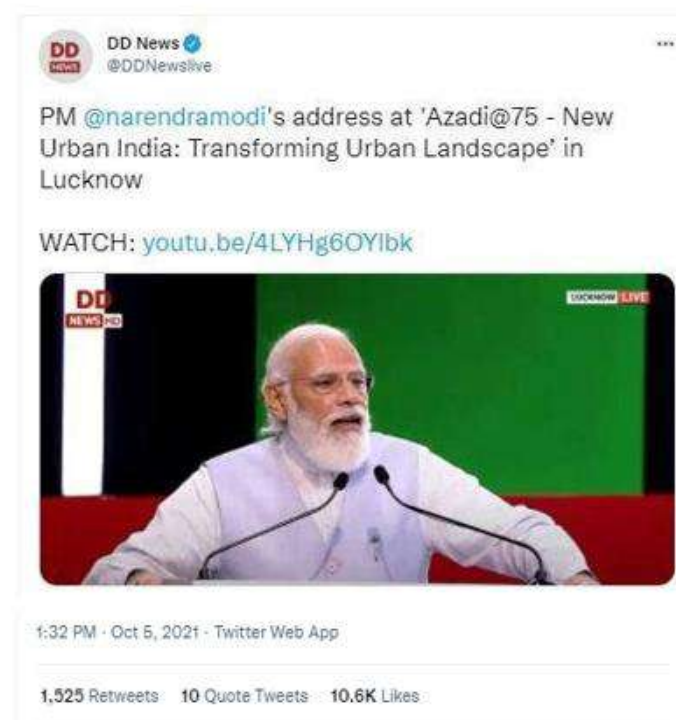 DD
NEWS
DD News
@DDNewslive
PM @narendramodi's address at 'Azadi@75 - New
Urban India: Transforming Urban Landscape' in
Lucknow
WATCH: youtu.be/4LYHg6OYlbk
DD
NEWS HD
LUCKNOW LIVE
1:32 PM · Oct 5, 2021 · Twitter Web App
1,525 Retweets 10 Quote Tweets 10.6K Likes